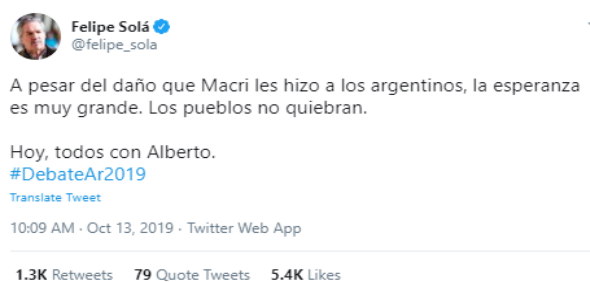 Felipe Solá
@felipe_sola
A pesar del daño que Macri les hizo a los argentinos, la esperanza
es muy grande. Los pueblos no quiebran.
Hoy, todos con Alberto.
#DebateAr2019
Translate Tweet
10:09 AM · Oct 13, 2019 · Twitter Web App
1.3K Retweets 79 Quote Tweets 5.4K Likes